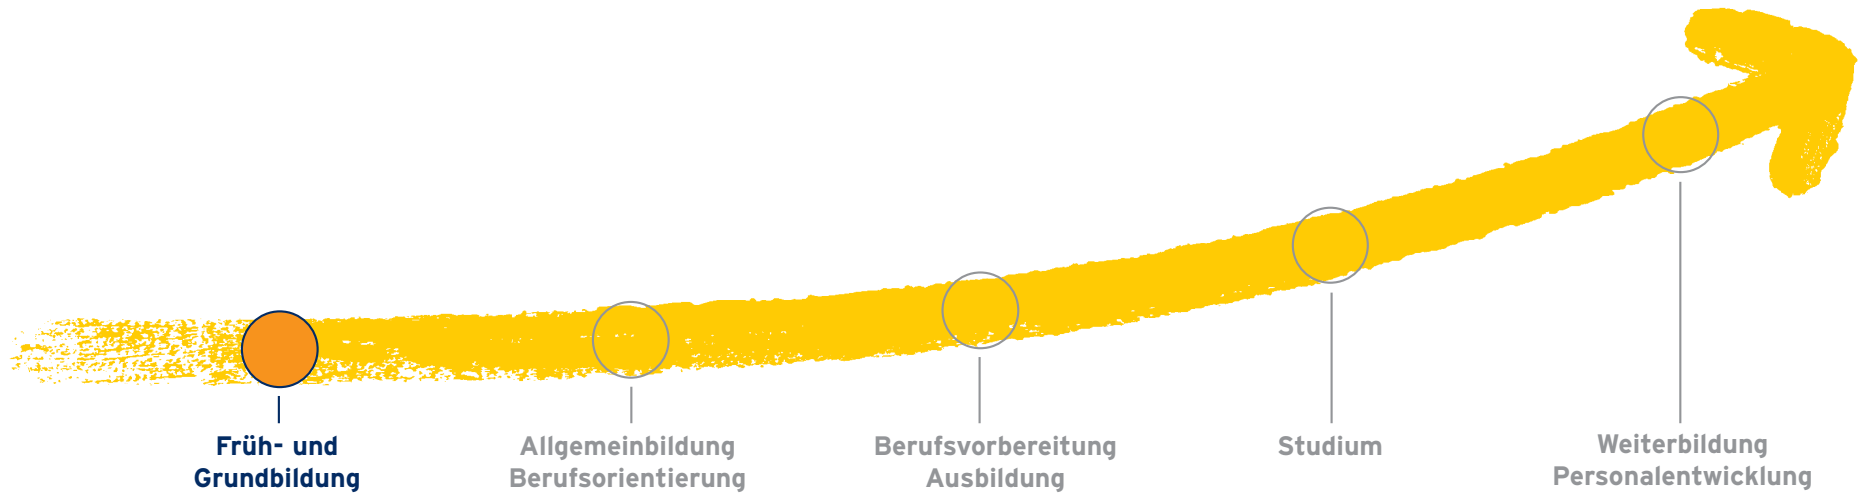 Früh- und
Grundbildung
Allgemeinbildung
Berufsorientierung
Berufsvorbereitung
Ausbildung
Studium
Weiterbildung
Personalentwicklung